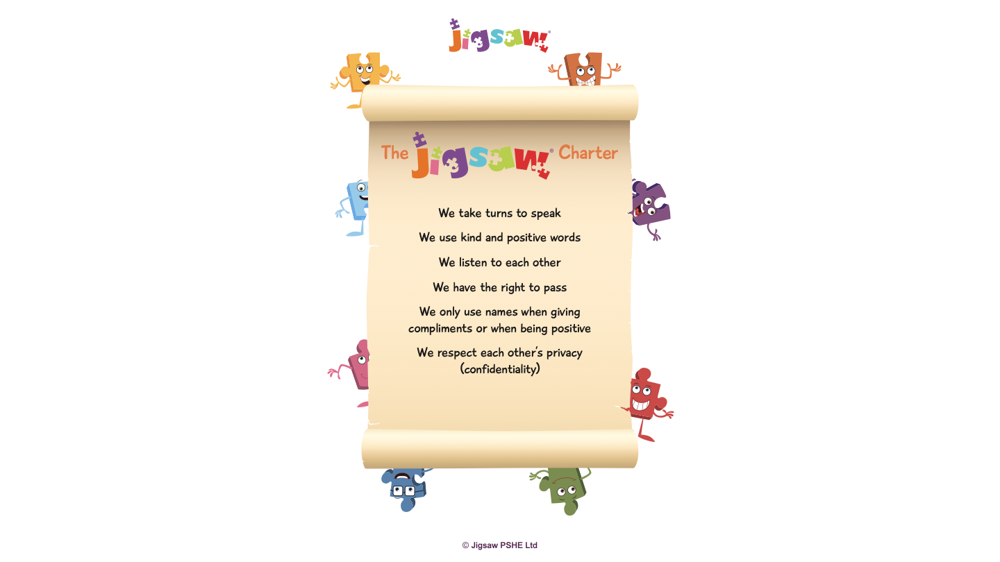 jigsaw®
The jigsaw® Charter
We take turns to speak
We use kind and positive words
We listen to each other
We have the right to pass
We only use names when giving
compliments or when being positive
We respect each other's privacy
(confidentiality)
© Jigsaw PSHE Ltd